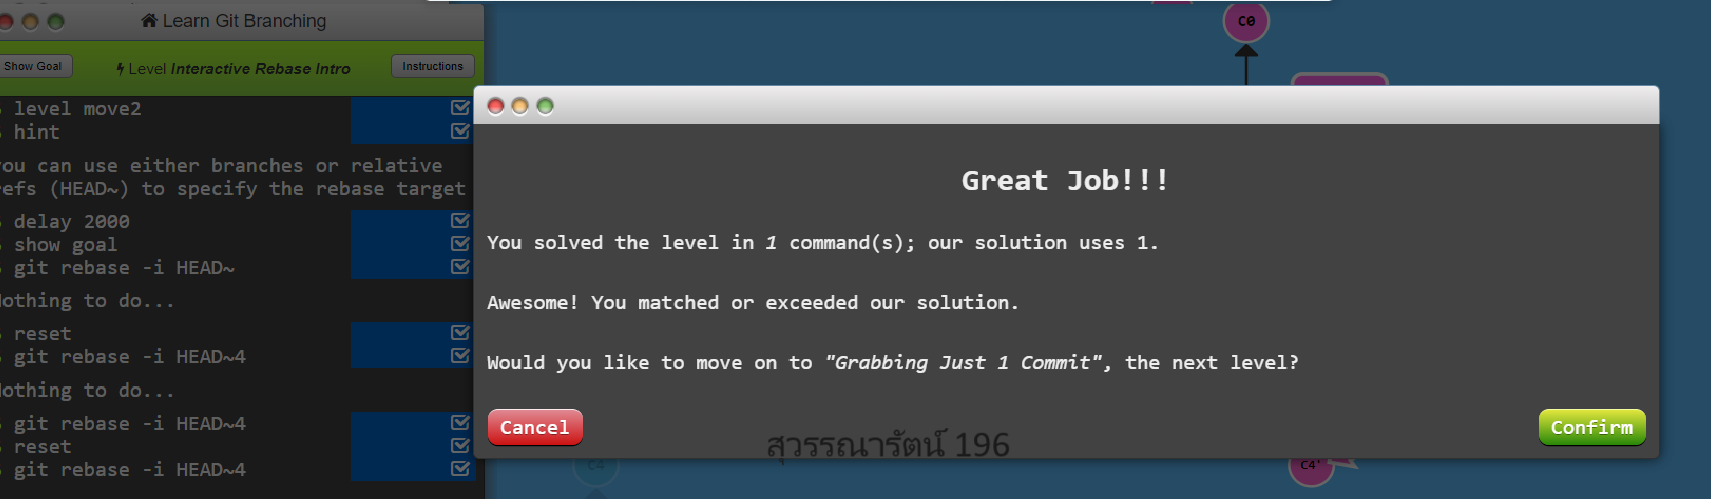 Learn Git Branching
C0
Show Goal
Level Interactive Rebase Intro
Instructions
level move2
hint
you can use either branches or relative
refs (HEAD~) to specify the rebase target
delay 2000
show goal
git rebase -i HEAD~
Nothing to do...
reset
git rebase -i HEAD~4
Nothing to do...
git rebase -i HEAD~4
reset
git rebase -i HEAD~4
Great Job!!!
You solved the level in 1 command(s); our solution uses 1.
Awesome! You matched or exceeded our solution.
Would you like to move on to "Grabbing Just 1 Commit", the next level?
Cancel
Confirm
สุวรรณารัตน์ 196
C4
C4'